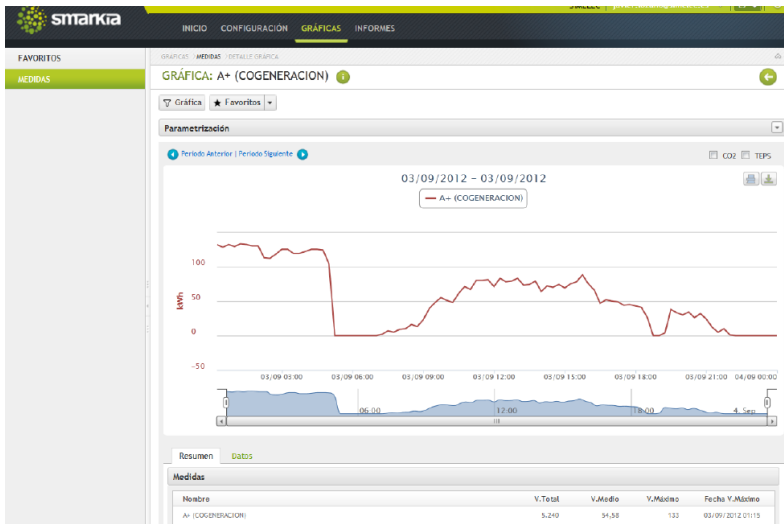 smarkia
INICIO CONFIGURACIÓN GRÁFICAS INFORMES
FAVORITOS
MEDIDAS
GRÁFICAS / MEDIDAS / DETALLE GRÁFICA
GRÁFICA: A+ (COGENERACION)
Gráfica Favoritos
Parametrización
Periodo Anterior | Periodo Siguiente
CO2 TEPS
03/09/2012 - 03/09/2012
A+ (COGENERACION)
kWh
100
50
0
-50
03/09 03:00 03/09 06:00 03/09 09:00 03/09 12:00 03/09 15:00 03/09 18:00 03/09 21:00 04/09 00:00
06:00 12:00 18:00 4. Sep
Resumen Datos
Medidas
Nombre V.Total V.Medio V.Máximo Fecha V.Máximo
A+ (COGENERACION) 5.240 54,58 133 03/09/2012 01:15